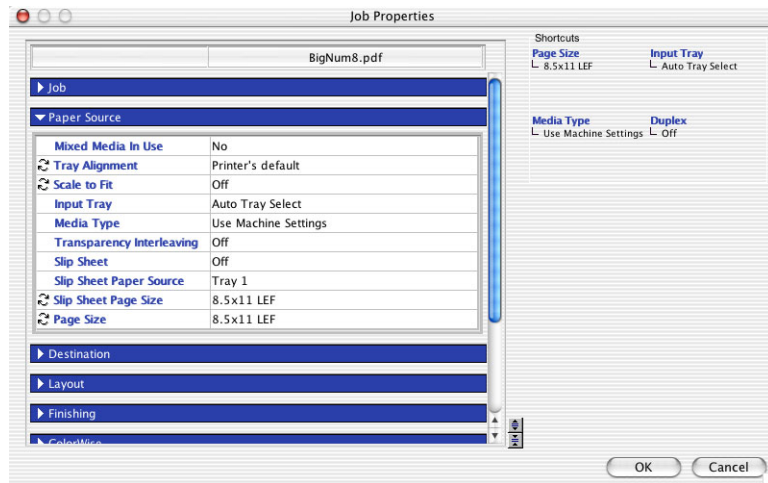 Job Properties
BigNum8.pdf
Job
Paper Source
Mixed Media In Use No
Tray Alignment Printer's default
Scale to Fit Off
Input Tray Auto Tray Select
Media Type Use Machine Settings
Transparency Interleaving Off
Slip Sheet Off
Slip Sheet Paper Source Tray 1
Slip Sheet Page Size 8.5x11 LEF
Page Size 8.5x11 LEF
Destination
Layout
Finishing
ColorWise
Shortcuts
Page Size Input Tray
8.5x11 LEF Auto Tray Select
Media Type Duplex
Use Machine Settings Off
OK Cancel